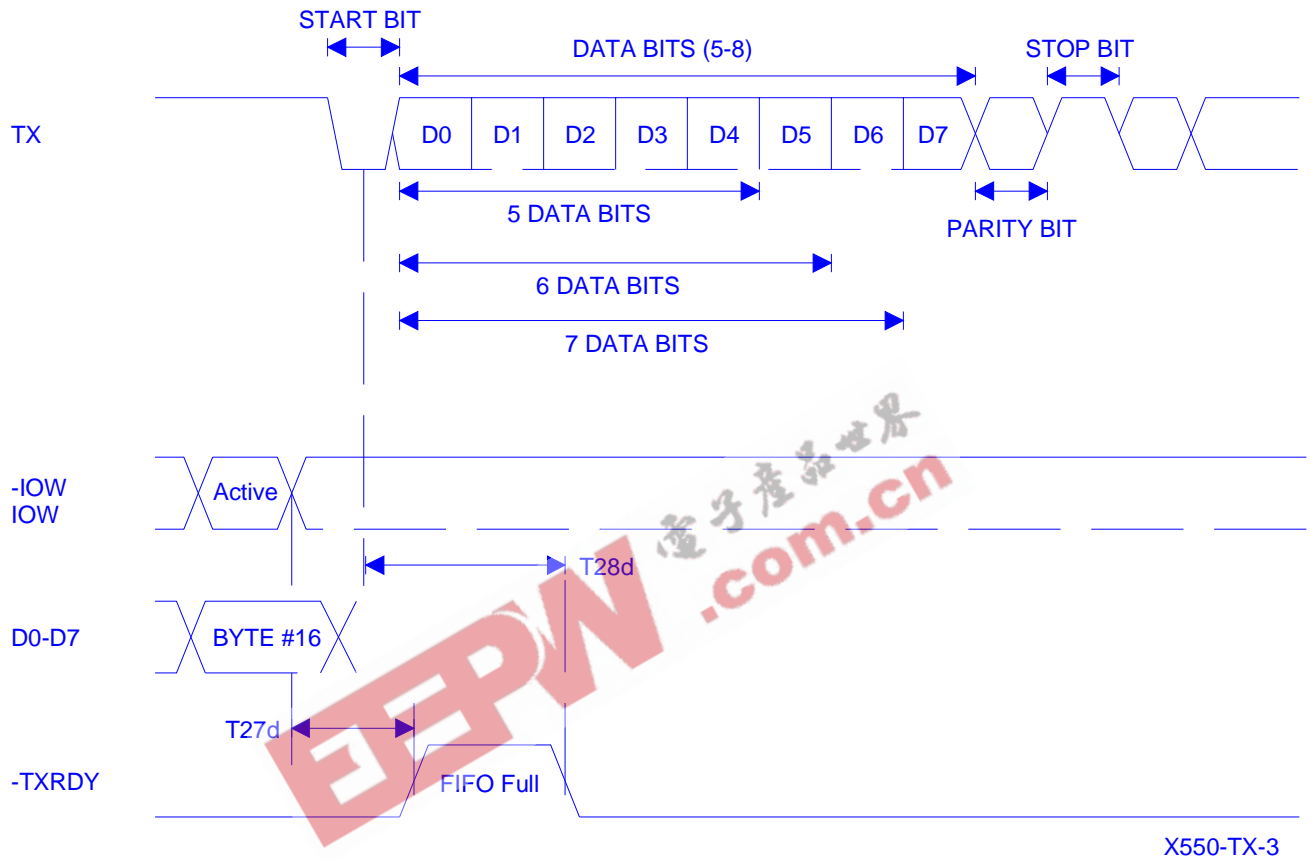 START BIT
DATA BITS (5-8)
STOP BIT
TX
D0 D1 D2 D3 D4 D5 D6 D7
5 DATA BITS
PARITY BIT
6 DATA BITS
7 DATA BITS
-IOW
IOW
Active
T28d
D0-D7
BYTE #16
T27d
-TXRDY
FIFO Full
X550-TX-3
EEPW
電子產品世界
.com.cn